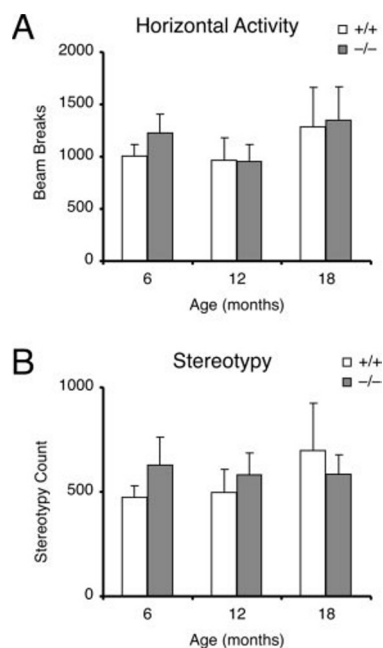 A
Horizontal Activity
+/+
−/−
2000
1500
1000
500
0
Beam Breaks
6 12 18
Age (months)
B
Stereotypy
+/+
−/−
1000
500
0
Stereotypy Count
6 12 18
Age (months)